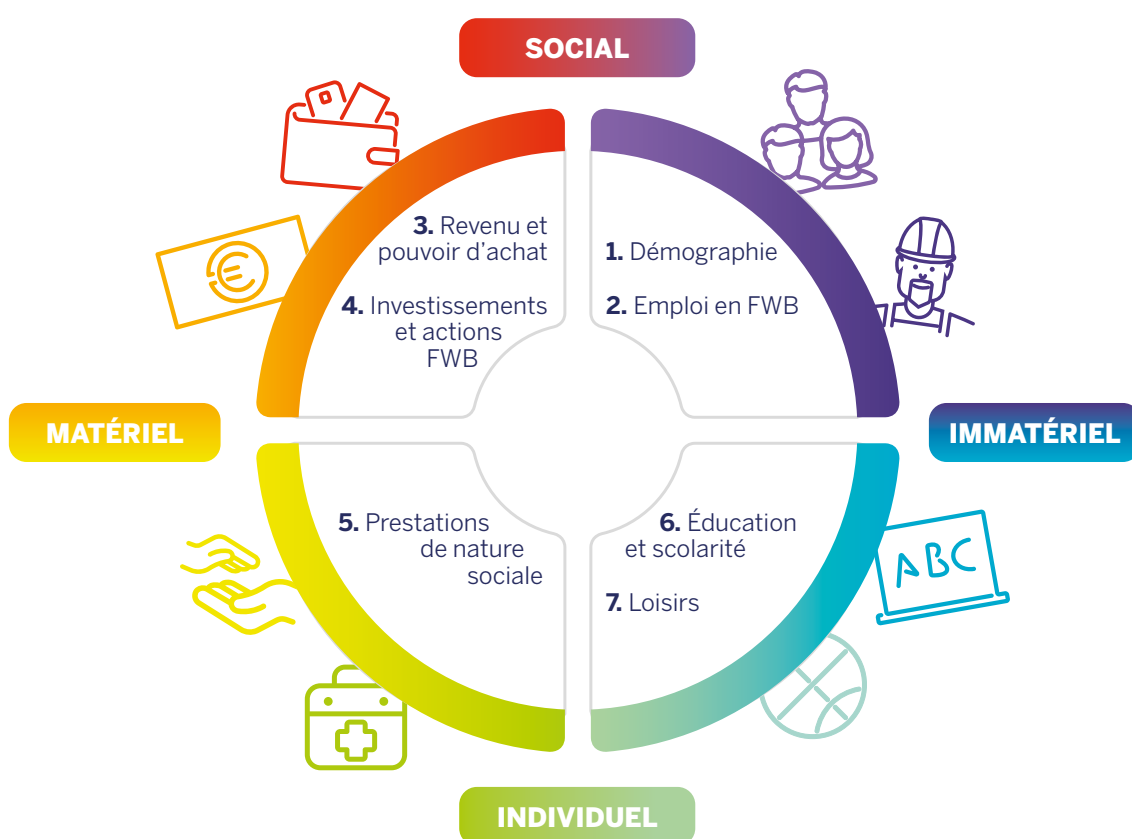 SOCIAL
3. Revenu et
pouvoir d'achat
4. Investissements
et actions
FWB
1. Démographie
2. Emploi en FWB
MATÉRIEL
IMMATÉRIEL
5. Prestations
de nature
sociale
6. Éducation
et scolarité
7. Loisirs
ABC
INDIVIDUEL